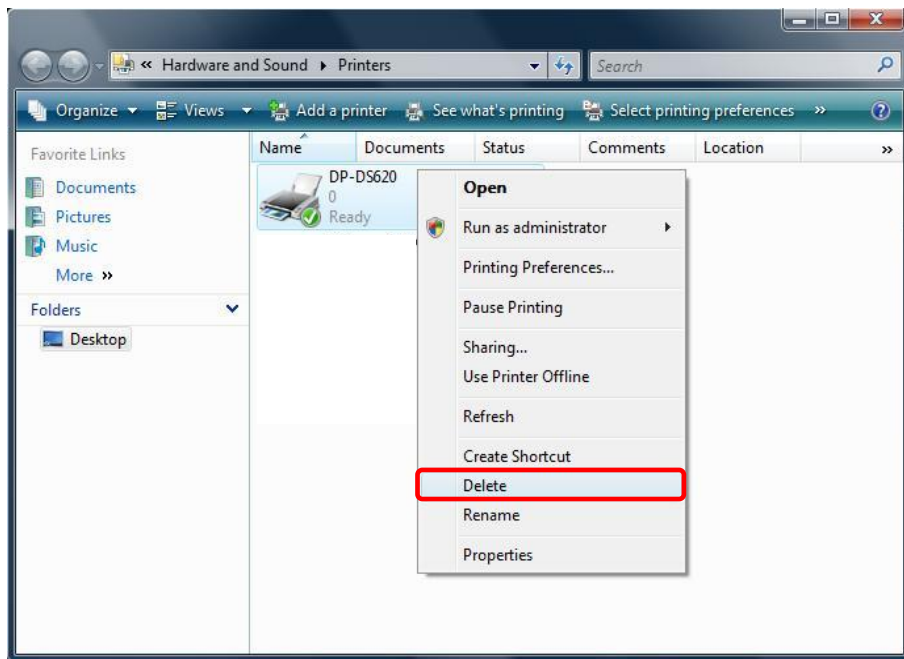 « Hardware and Sound ▸ Printers
Search
Organize Views Add a printer See what's printing Select printing preferences »
Favorite Links
Documents
Pictures
Music
More »
Folders
Desktop
Name Documents Status Comments Location »
DP-DS620
0
Ready
Open
Run as administrator
Printing Preferences...
Pause Printing
Sharing...
Use Printer Offline
Refresh
Create Shortcut
Delete
Rename
Properties